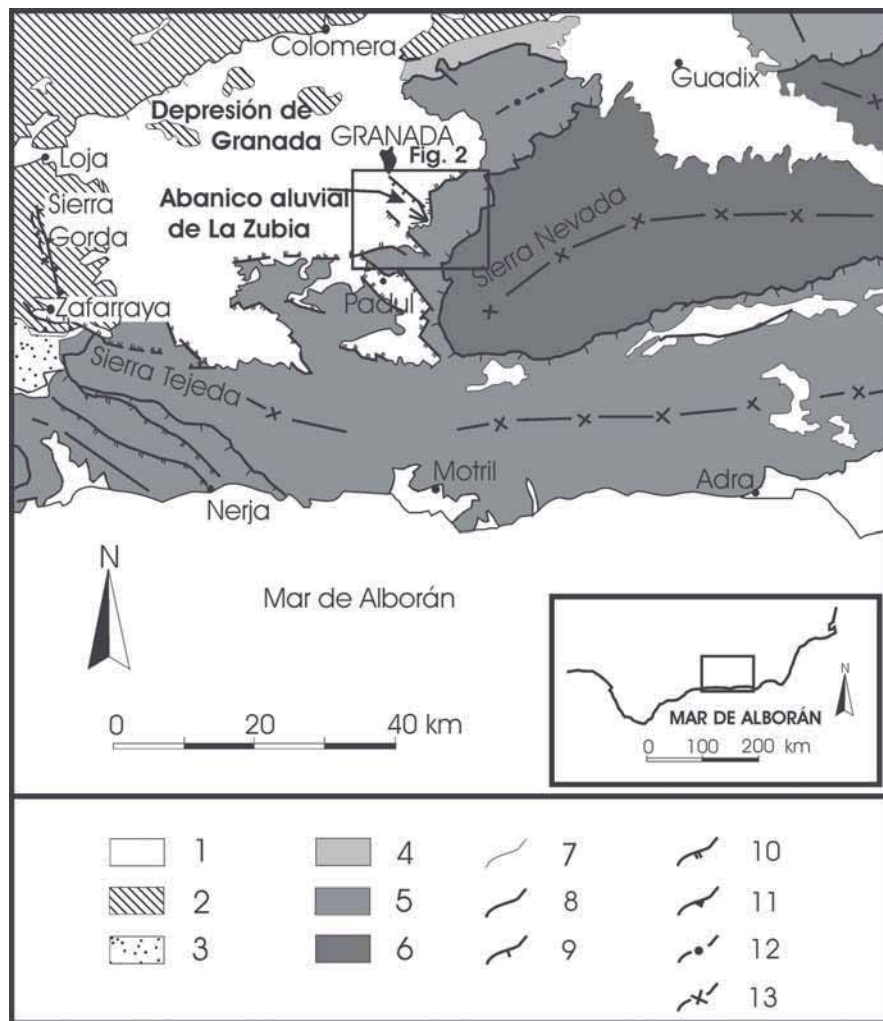 Colomera
Guadix
Depresión de
Granada
GRANADA
Fig. 2
Loja
Abanico aluvial
de La Zubia
Sierra
Gorda
Sierra Nevada
Zafarraya
Padul
Sierra Tejeda
Motril
Adra
Nerja
N
Mar de Alborán
0 20 40 km
N
MAR DE ALBORÁN
0 100 200 km
1 4 7 10
2 5 8 11
3 6 9 12
13